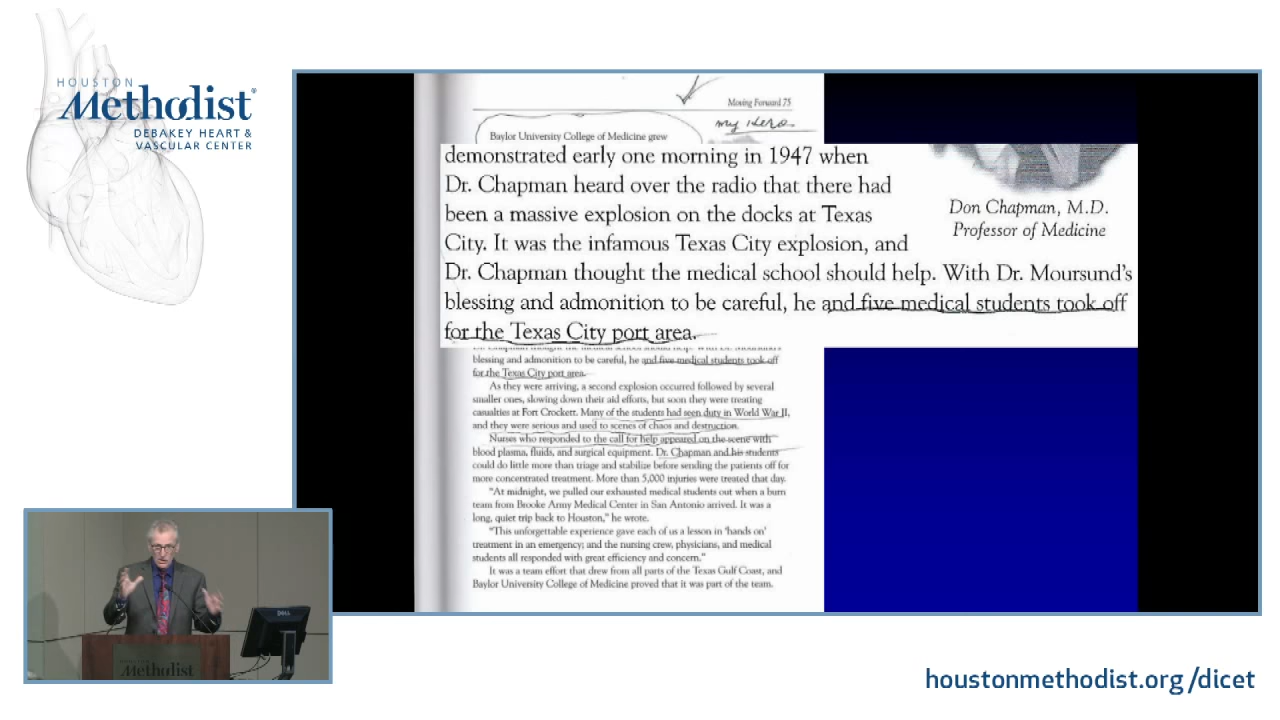 HOUSTON
Methodist®
DEBAKEY HEART &
VASCULAR CENTER
Moving Forward 75
my Hero
Baylor University College of Medicine grew
demonstrated early one morning in 1947 when
Dr. Chapman heard over the radio that there had
been a massive explosion on the docks at Texas
City. It was the infamous Texas City explosion, and
Dr. Chapman thought the medical school should help. With Dr. Moursund's
blessing and admonition to be careful, he and five medical students took off
for the Texas City port area.
Don Chapman, M.D.
Professor of Medicine
blessing and admonition to be careful, he and five medical students took off
for the Texas City port area.
As they were arriving, a second explosion occurred followed by several
smaller ones, slowing down their aid efforts, but soon they were treating
casualties at Fort Crockett. Many of the students had seen duty in World War II,
and they were serious and used to scenes of chaos and destruction.
Nurses who responded to the call for help appeared on the scene with
blood plasma, fluids, and surgical equipment. Dr. Chapman and his students
could do little more than triage and stabilize before sending the patients off for
more concentrated treatment. More than 5,000 injuries were treated that day.
"At midnight, we pulled our exhausted medical students out when a burn
team from Brooke Army Medical Center in San Antonio arrived. It was a
long, quiet trip back to Houston," he wrote.
"This unforgettable experience gave each of us a lesson in 'hands on'
treatment in an emergency; and the nursing crew, physicians, and medical
students all responded with great efficiency and concern."
It was a team effort that drew from all parts of the Texas Gulf Coast, and
Baylor University College of Medicine proved that it was part of the team.
DELL
HOUSTON
Methodist
houstonmethodist.org/dicet